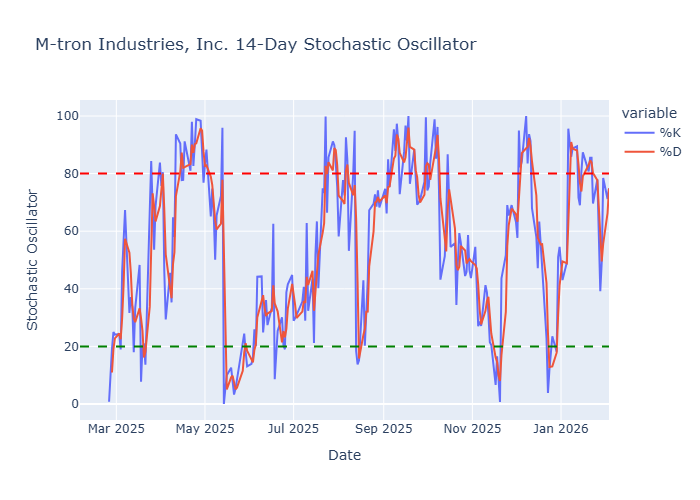 M-tron Industries, Inc. 14-Day Stochastic Oscillator
variable
%K
%D
Stochastic Oscillator
100
80
60
40
20
0
Mar 2025
May 2025
Jul 2025
Sep 2025
Nov 2025
Jan 2026
Date